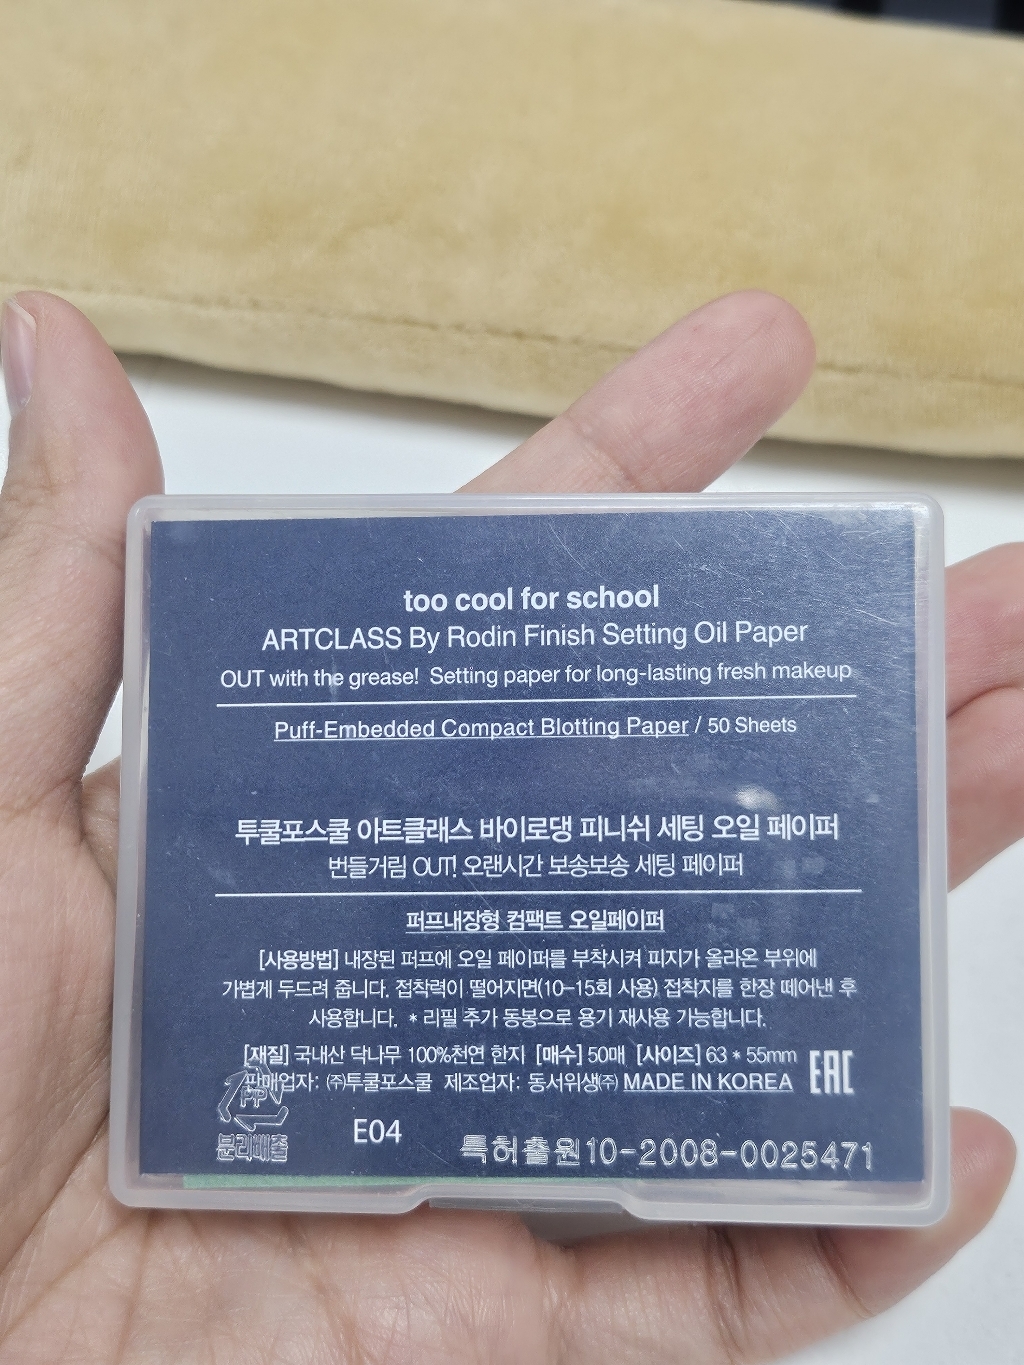 too cool for school
ARTCLASS By Rodin Finish Setting Oil Paper
OUT with the grease! Setting paper for long-lasting fresh makeup
Puff-Embedded Compact Blotting Paper / 50 Sheets
투쿨포스쿨 아트클래스 바이로댕 피니쉬 세팅 오일 페이퍼
번들거림 OUT! 오랜시간 보송보송 세팅 페이퍼
퍼프내장형 컴팩트 오일페이퍼
[사용방법] 내장된 퍼프에 오일 페이퍼를 부착시켜 피지가 올라온 부위에
가볍게 두드려 줍니다. 접착력이 떨어지면(10-15회 사용) 접착지를 한장 떼어낸 후
사용합니다. * 리필 추가 동봉으로 용기 재사용 가능합니다.
[재질] 국내산 닥나무 100%천연 한지 [매수] 50매 [사이즈] 63 * 55mm
판매업자: ㈜투쿨포스쿨 제조업자: 동서위생㈜ MADE IN KOREA EAC
PP
분리배출
E04
특허출원10-2008-0025471